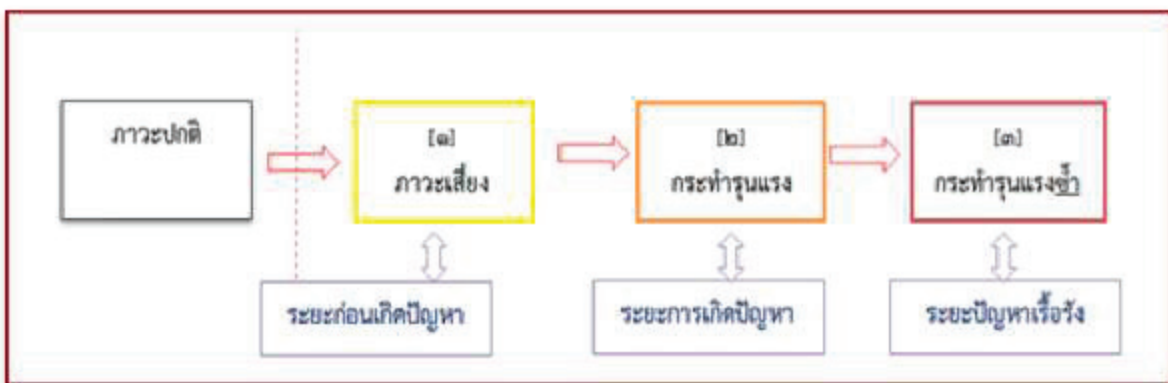 ภาวะปกติ
[๑]
ภาวะเสี่ยง
[๒]
กระทำรุนแรง
[๓]
กระทำรุนแรงซ้ำ
ระยะก่อนเกิดปัญหา
ระยะการเกิดปัญหา
ระยะปัญหาเรื้อรัง